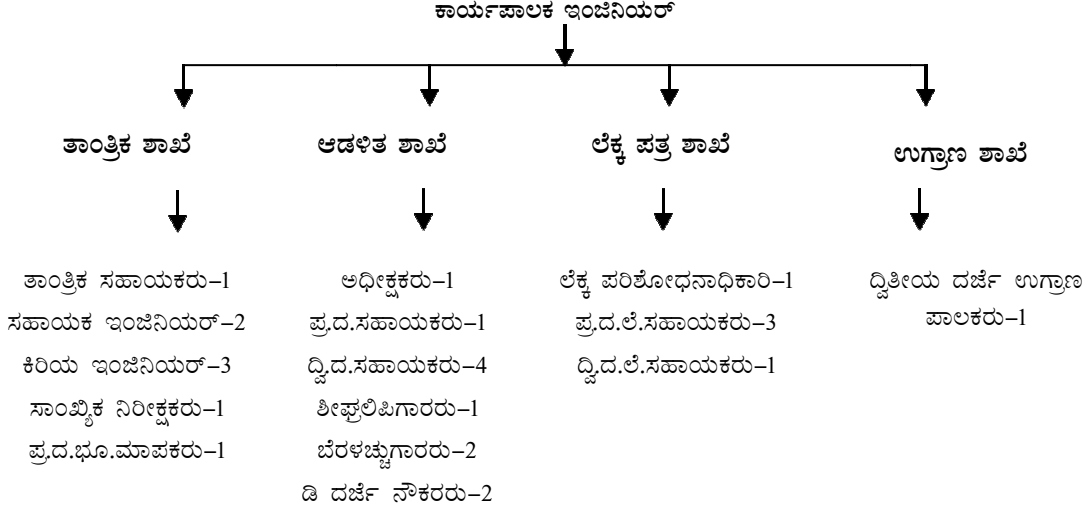 ಕಾರ್ಯಪಾಲಕ ಇಂಜಿನಿಯರ್
ತಾಂತ್ರಿಕ ಶಾಖೆ
ಆಡಳಿತ ಶಾಖೆ
ಲೆಕ್ಕ ಪತ್ರ ಶಾಖೆ
ಉಗ್ರಾಣ ಶಾಖೆ
ತಾಂತ್ರಿಕ ಸಹಾಯಕರು–1
ಸಹಾಯಕ ಇಂಜಿನಿಯರ್–2
ಕಿರಿಯ ಇಂಜಿನಿಯರ್–3
ಸಾಂಖ್ಯಿಕ ನಿರೀಕ್ಷಕರು–1
ಪ್ರ.ದ.ಭೂ.ಮಾಪಕರು–1
ಅಧೀಕ್ಷಕರು–1
ಪ್ರ.ದ.ಸಹಾಯಕರು–1
ದ್ವಿ.ದ.ಸಹಾಯಕರು–4
ಶೀಘ್ರಲಿಪಿಗಾರರು–1
ಬೆರಳಚ್ಚುಗಾರರು–2
ಡಿ ದರ್ಜೆ ನೌಕರರು–2
ಲೆಕ್ಕ ಪರಿಶೋಧನಾಧಿಕಾರಿ–1
ಪ್ರ.ದ.ಲೆ.ಸಹಾಯಕರು–3
ದ್ವಿ.ದ.ಲೆ.ಸಹಾಯಕರು–1
ದ್ವಿತೀಯ ದರ್ಜೆ ಉಗ್ರಾಣ
ಪಾಲಕರು–1